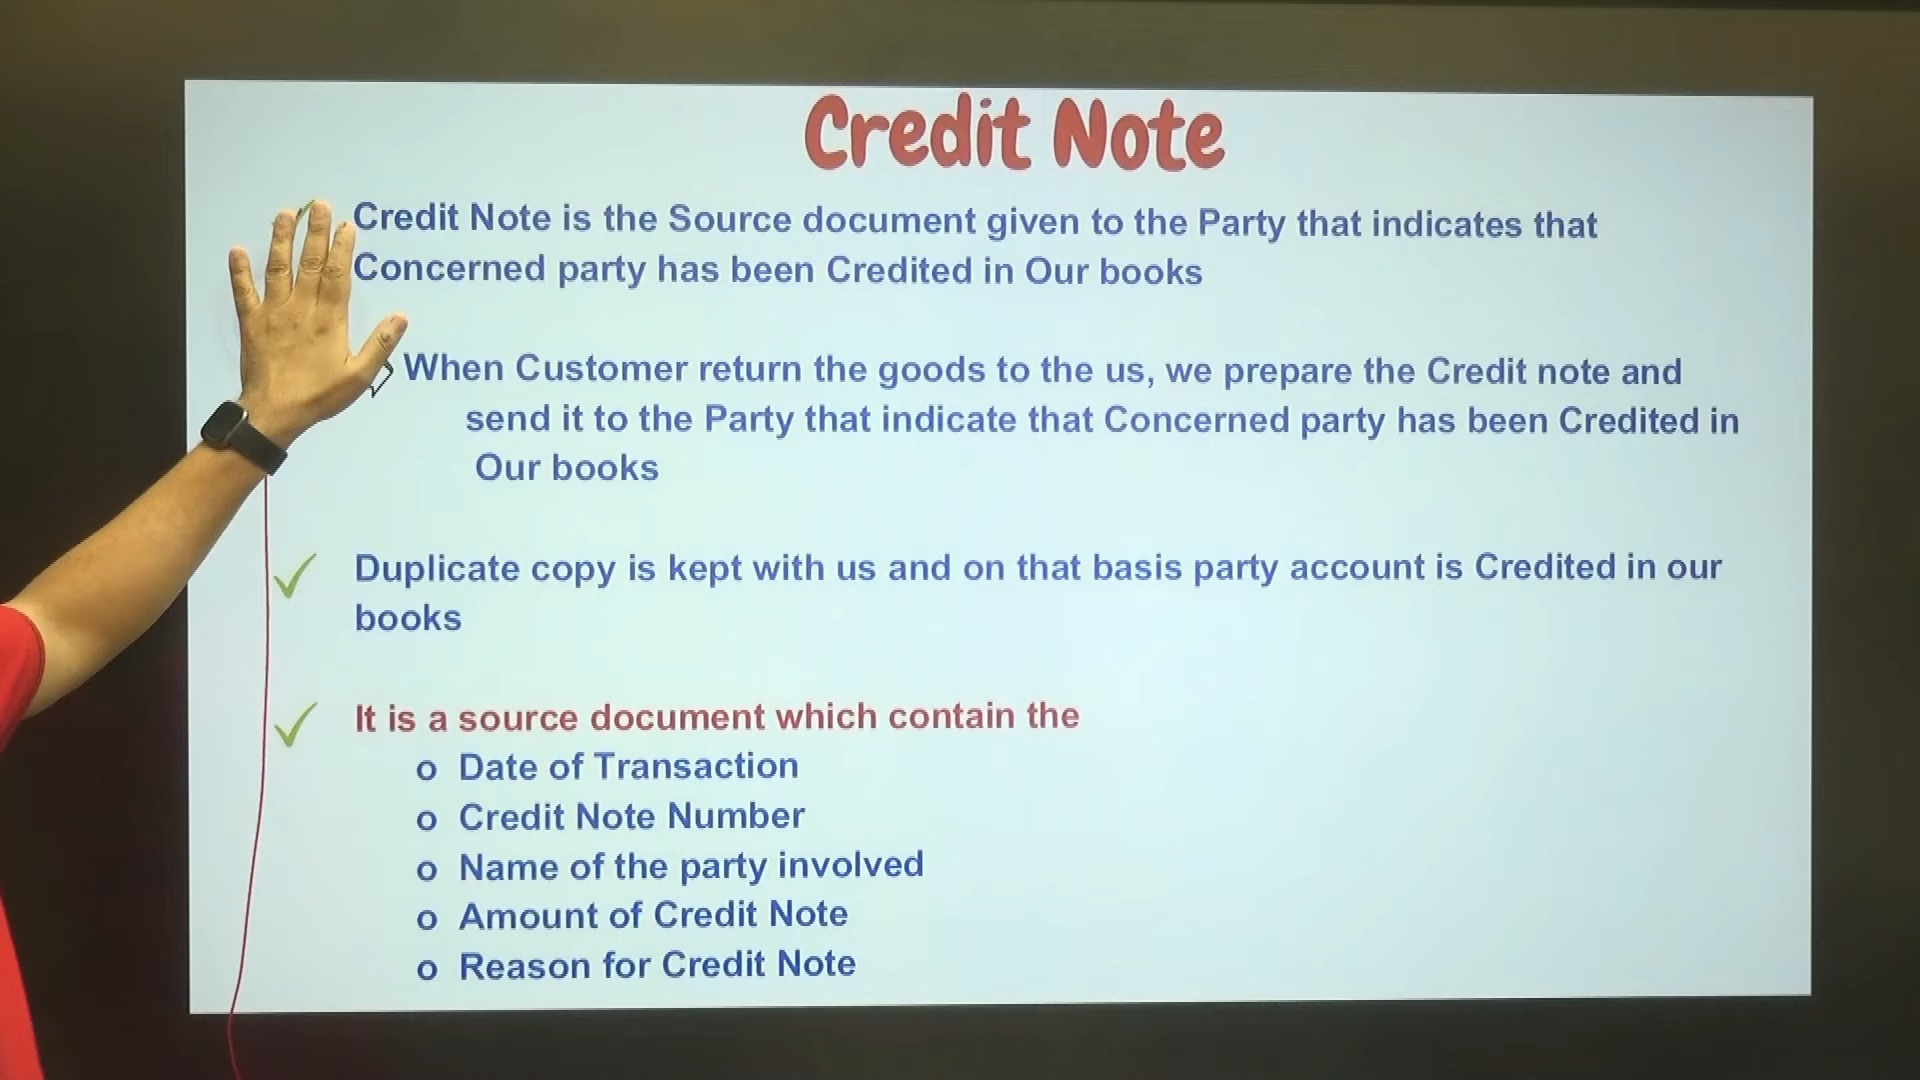 Credit Note
Credit Note is the Source document given to the Party that indicates that
Concerned party has been Credited in Our books
When Customer return the goods to the us, we prepare the Credit note and
send it to the Party that indicate that Concerned party has been Credited in
Our books
Duplicate copy is kept with us and on that basis party account is Credited in our
books
It is a source document which contain the
o Date of Transaction
o Credit Note Number
o Name of the party involved
o Amount of Credit Note
o Reason for Credit Note